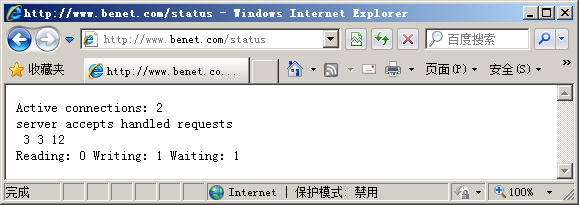 http://www.benet.com/status - Windows Internet Explorer
http://www.benet.com/status
百度搜索
收藏夹
http://www.benet.co...
页面(P)
安全(S)
»
Active connections: 2
server accepts handled requests
3 3 12
Reading: 0 Writing: 1 Waiting: 1
完成
Internet | 保护模式: 禁用
100%